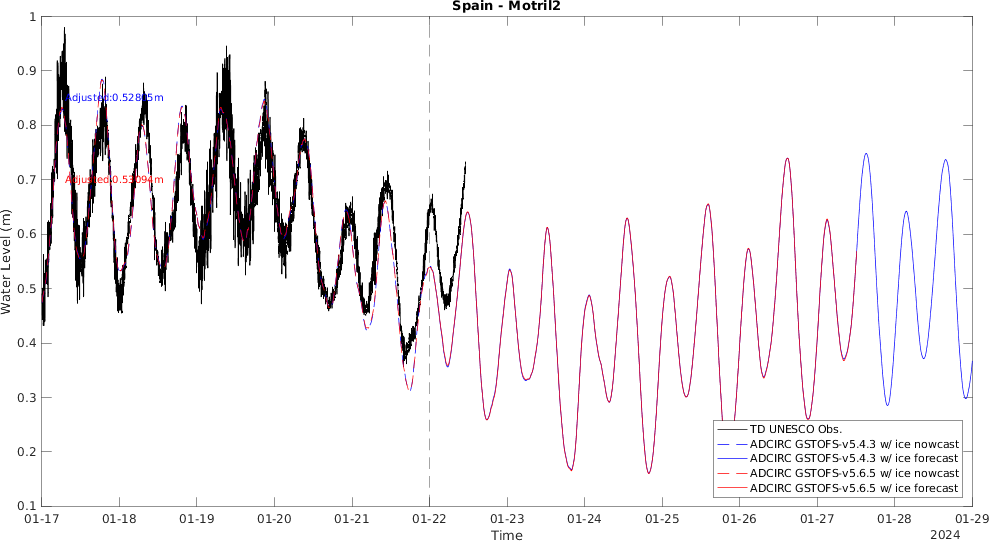 Spain - Motril2
Water Level (m)
1
0.9
0.8
0.7
0.6
0.5
0.4
0.3
0.2
0.1
Adjusted:0.52805m
Adjusted:0.53094m
TD UNESCO Obs.
ADCIRC GSTOFS-v5.4.3 w/ ice nowcast
ADCIRC GSTOFS-v5.4.3 w/ ice forecast
ADCIRC GSTOFS-v5.6.5 w/ ice nowcast
ADCIRC GSTOFS-v5.6.5 w/ ice forecast
01-17 01-18 01-19 01-20 01-21 01-22 01-23 01-24 01-25 01-26 01-27 01-28 01-29
Time
2024